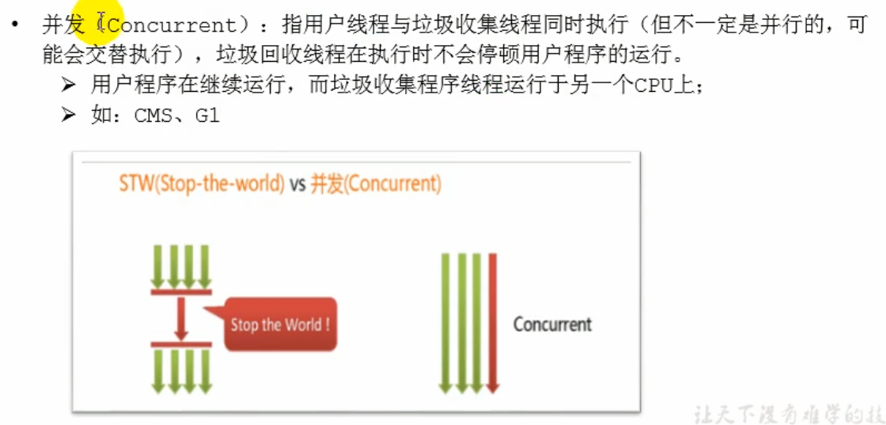 • 并发（Concurrent）：指用户线程与垃圾收集线程同时执行（但不一定是并行的，可
能会交替执行），垃圾回收线程在执行时不会停顿用户程序的运行。
➢ 用户程序在继续运行，而垃圾收集程序线程运行于另一个CPU上；
➢ 如：CMS、G1
STW(Stop-the-world) vs 并发(Concurrent)
Stop the World !
Concurrent
让天下没有难学的技